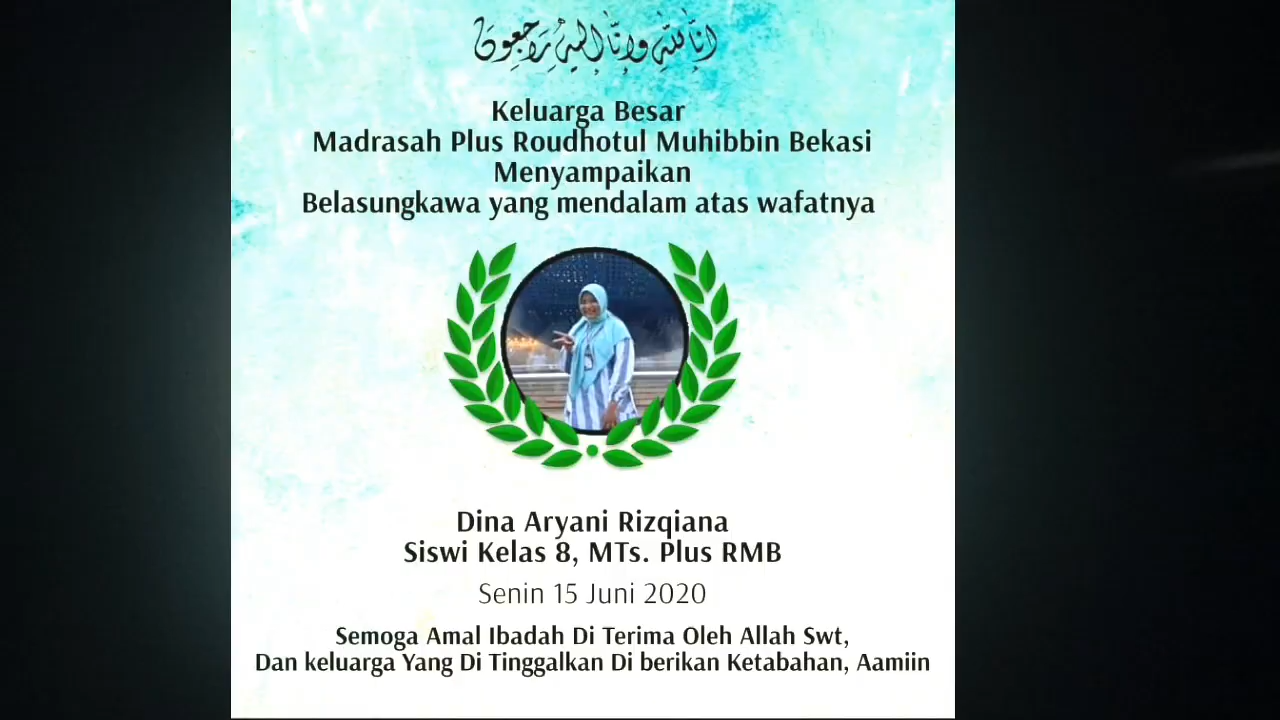 إنا لله وإنا إليه راجعون
Keluarga Besar
Madrasah Plus Roudhotul Muhibbin Bekasi
Menyampaikan
Belasungkawa yang mendalam atas wafatnya
Dina Aryani Rizqiana
Siswi Kelas 8, MTs. Plus RMB
Senin 15 Juni 2020
Semoga Amal Ibadah Di Terima Oleh Allah Swt,
Dan keluarga Yang Di Tinggalkan Di berikan Ketabahan, Aamiin